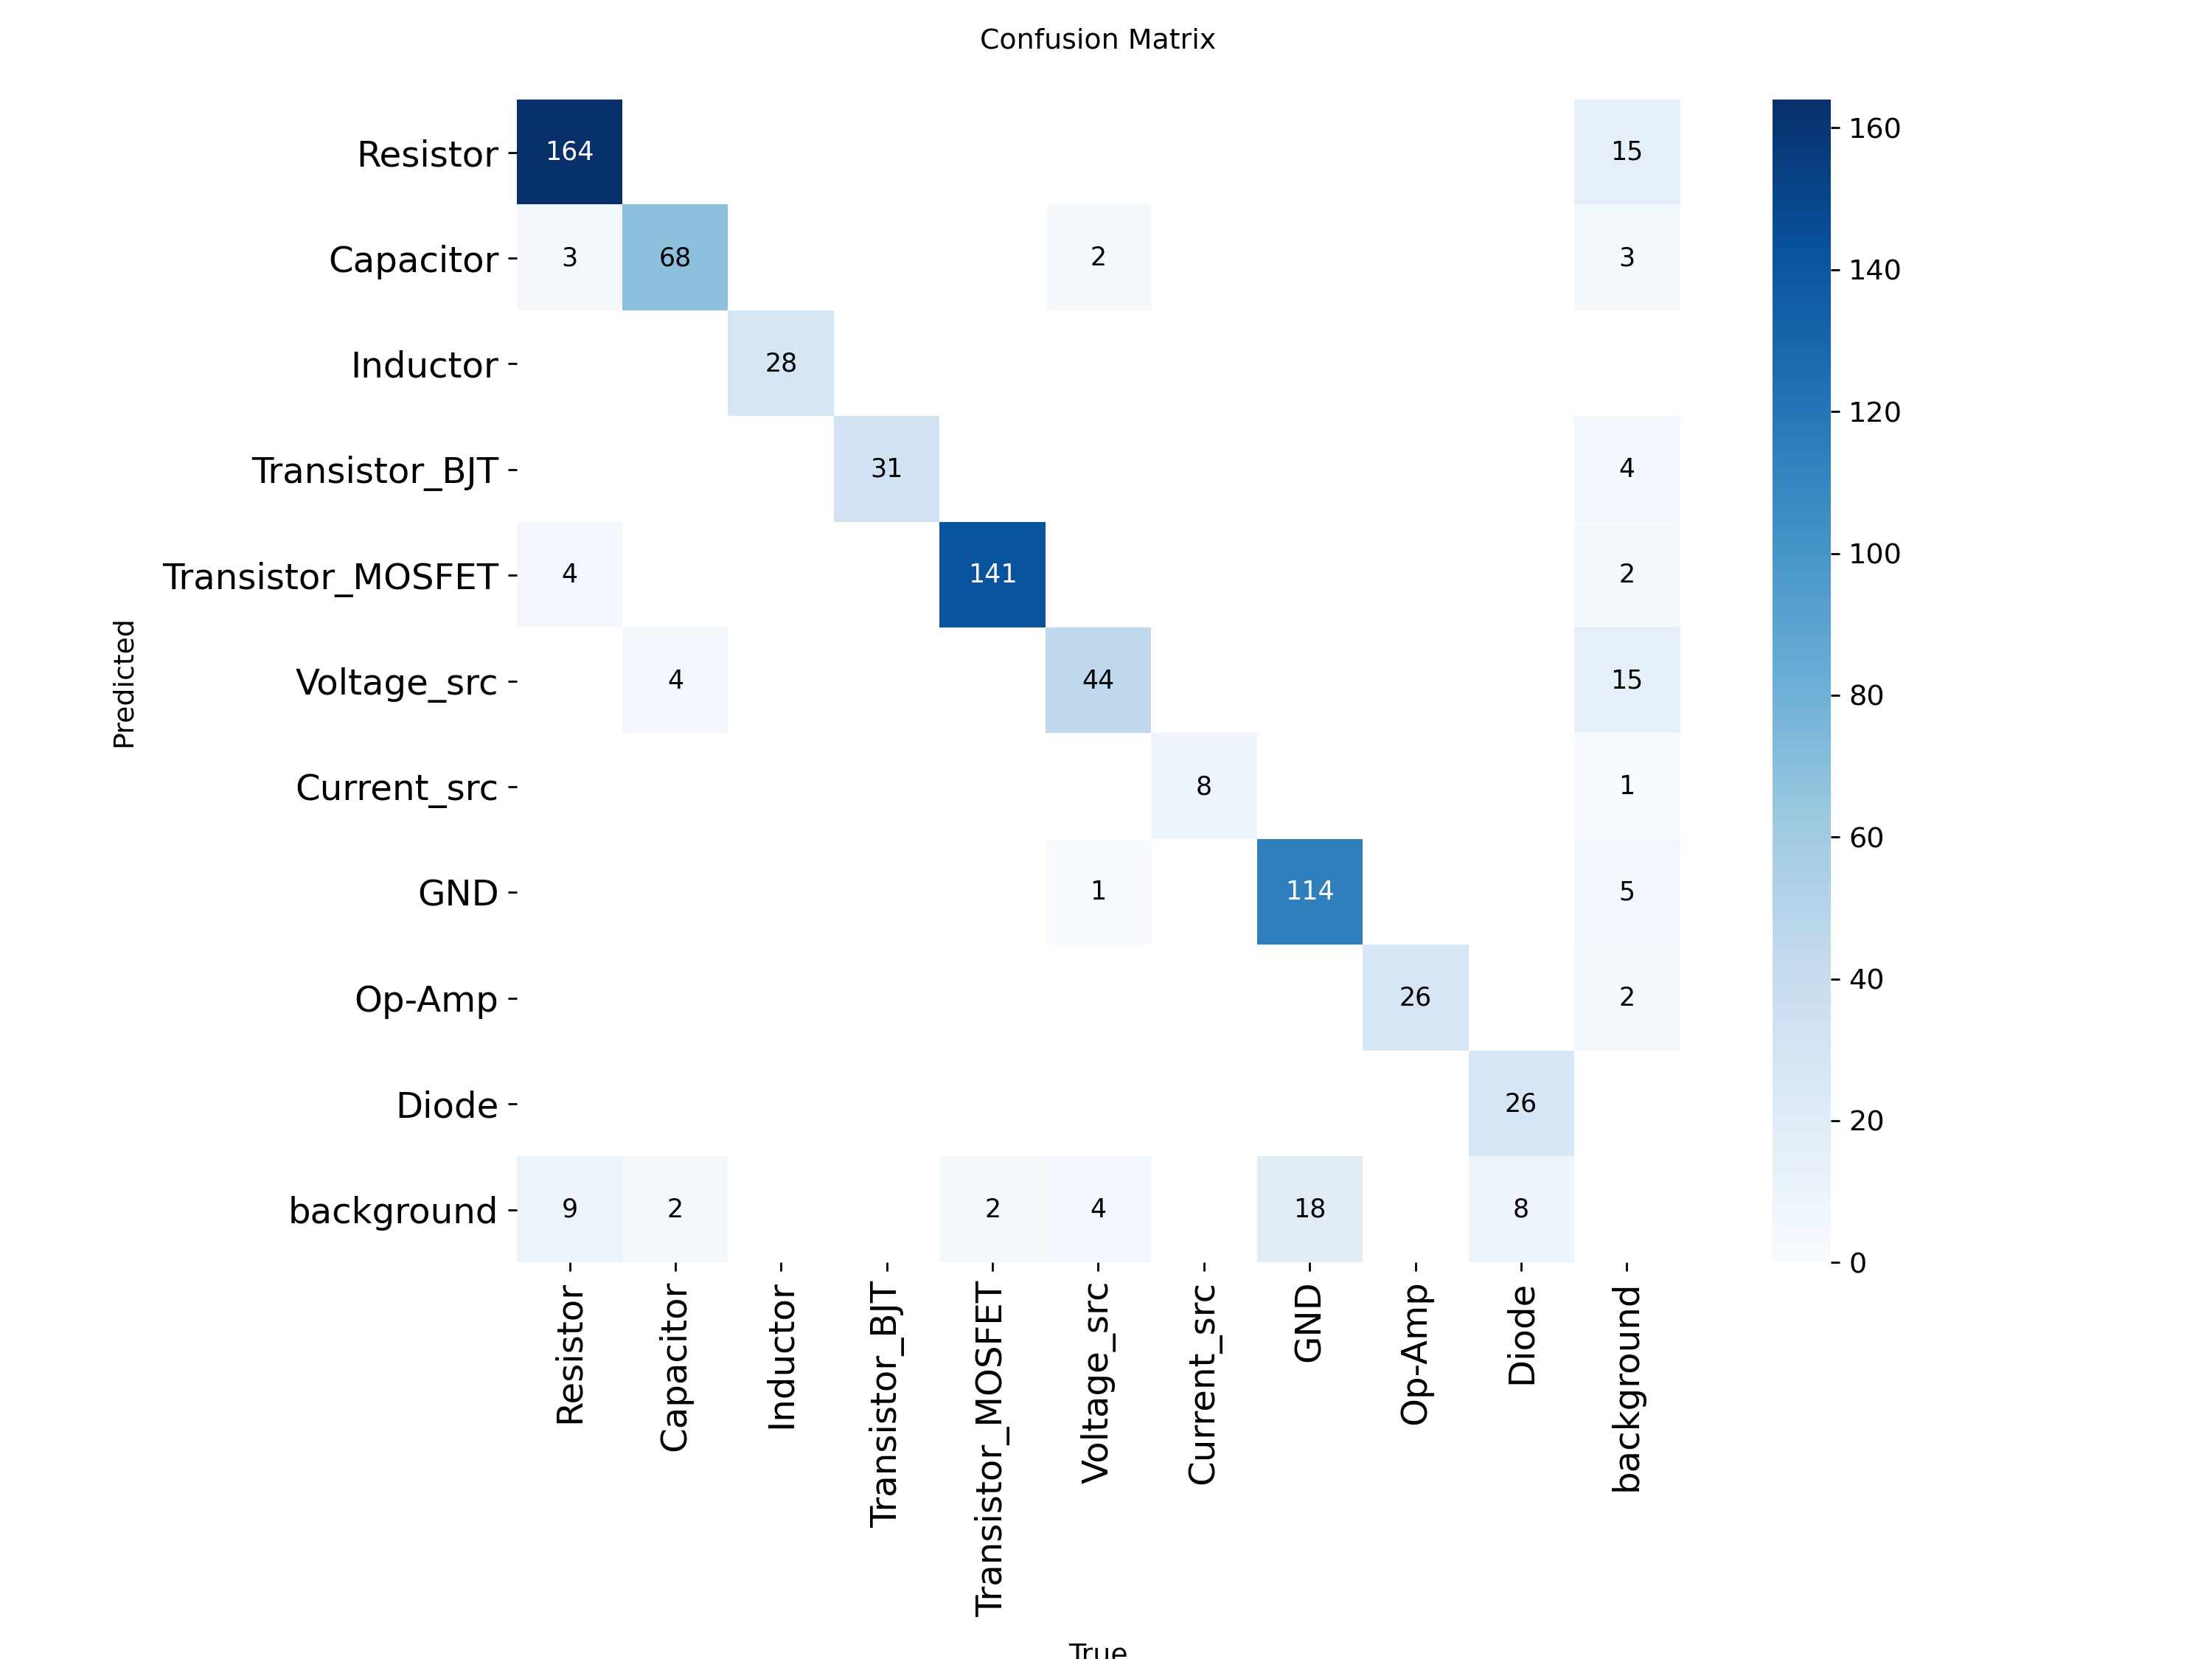 Confusion Matrix
Predicted
Resistor 164 15 160
Capacitor 3 68 2 3 140
Inductor 28 120
Transistor_BJT 31 4
Transistor_MOSFET 4 141 2 100
Voltage_src 4 44 15 80
Current_src 8 1 60
GND 1 114 5
Op-Amp 26 2 40
Diode 26 20
background 9 2 2 4 18 8 0
Resistor
Capacitor
Inductor
Transistor_BJT
Transistor_MOSFET
Voltage_src
Current_src
GND
Op-Amp
Diode
background
True